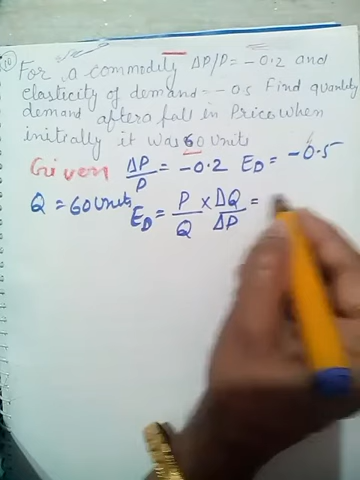 For a commodity ΔP/P = -0.2 and
elasticity of demand = -0.5 Find quantity
demand after a fall in Price when
initially it was 60 Units
Given ΔP/P = -0.2 ED = -0.5
Q = 60 Units ED = P/Q × ΔQ/ΔP =